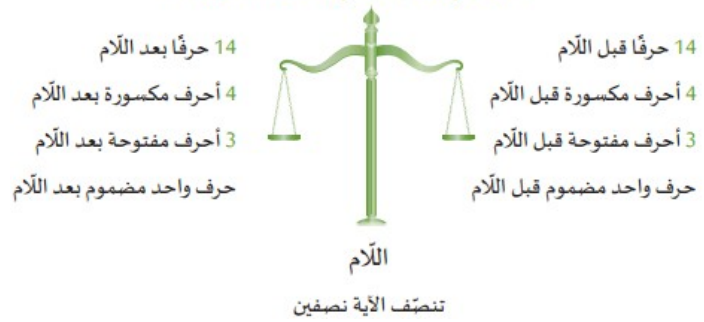 14 حرفًا قبل اللّام
14 حرفًا بعد اللّام
4 أحرف مكسورة قبل اللّام
4 أحرف مكسورة بعد اللّام
3 أحرف مفتوحة قبل اللّام
3 أحرف مفتوحة بعد اللّام
حرف واحد مضموم قبل اللّام
حرف واحد مضموم بعد اللّام
اللّام
تنصّف الآية نصفين